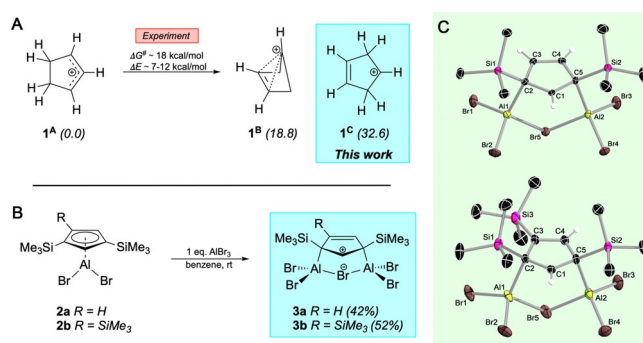 A
Experiment
ΔG# ~ 18 kcal/mol
ΔE ~ 7-12 kcal/mol
H H H H H H
H H H H H
H H H H H H
1A (0.0)
1B (18.8)
1C (32.6)
This work
B
R
Me3Si
SiMe3
Al
Br Br
2a R = H
2b R = SiMe3
1 eq. AlBr3
benzene, rt
R
Me3Si
SiMe3
Br Al Br Al Br
Br Br
3a R = H (42%)
3b R = SiMe3 (52%)
C
C3 C4
Si1 Si2
C2 C1 C5
Br1 Al1 Al2 Br3
Br5
Br2 Br4
Si3
C3 C4
Si1 Si2
C2 C1 C5
Br1 Al1 Al2 Br3
Br5
Br2 Br4